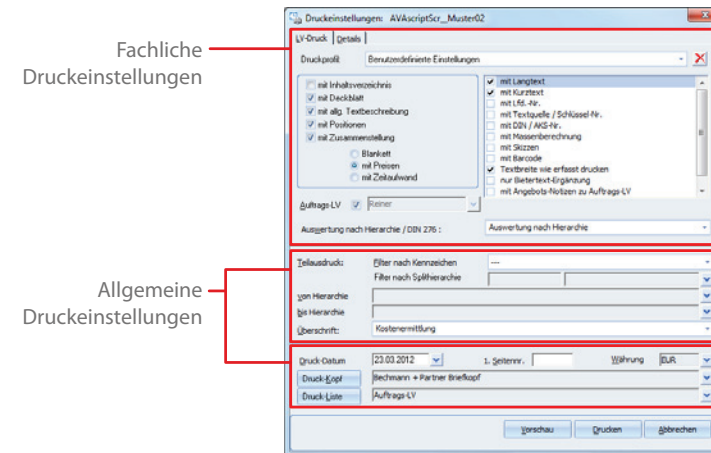 Druckeinstellungen: AVAscriptScr_Muster02
LV-Druck Details
Fachliche
Druckeinstellungen
Druckprofil: Benutzerdefinierte Einstellungen
mit Inhaltsverzeichnis
mit Deckblatt
mit allg. Textbeschreibung
mit Positionen
mit Zusammenstellung
Blankett
mit Preisen
mit Zeitaufwand
mit Langtext
mit Kurztext
mit Lfd.-Nr.
mit Textquelle / Schlüssel-Nr.
mit DIN / AKS-Nr.
mit Massenberechnung
mit Skizzen
mit Barcode
Textbreite wie erfasst drucken
nur Bietertext-Ergänzung
mit Angebots-Notizen zu Auftrags-LV
Auftrags-LV Reiner
Auswertung nach Hierarchie / DIN 276 : Auswertung nach Hierarchie
Allgemeine
Druckeinstellungen
Teilausdruck: Filter nach Kennzeichen ---
Filter nach Splithierarchie
von Hierarchie
bis Hierarchie
Überschrift: Kostenermittlung
Druck-Datum 23.03.2012 1. Seitennr. Währung EUR
Druck-Kopf Bechmann + Partner Briefkopf
Druck-Liste Auftrags-LV
Vorschau Drucken Abbrechen